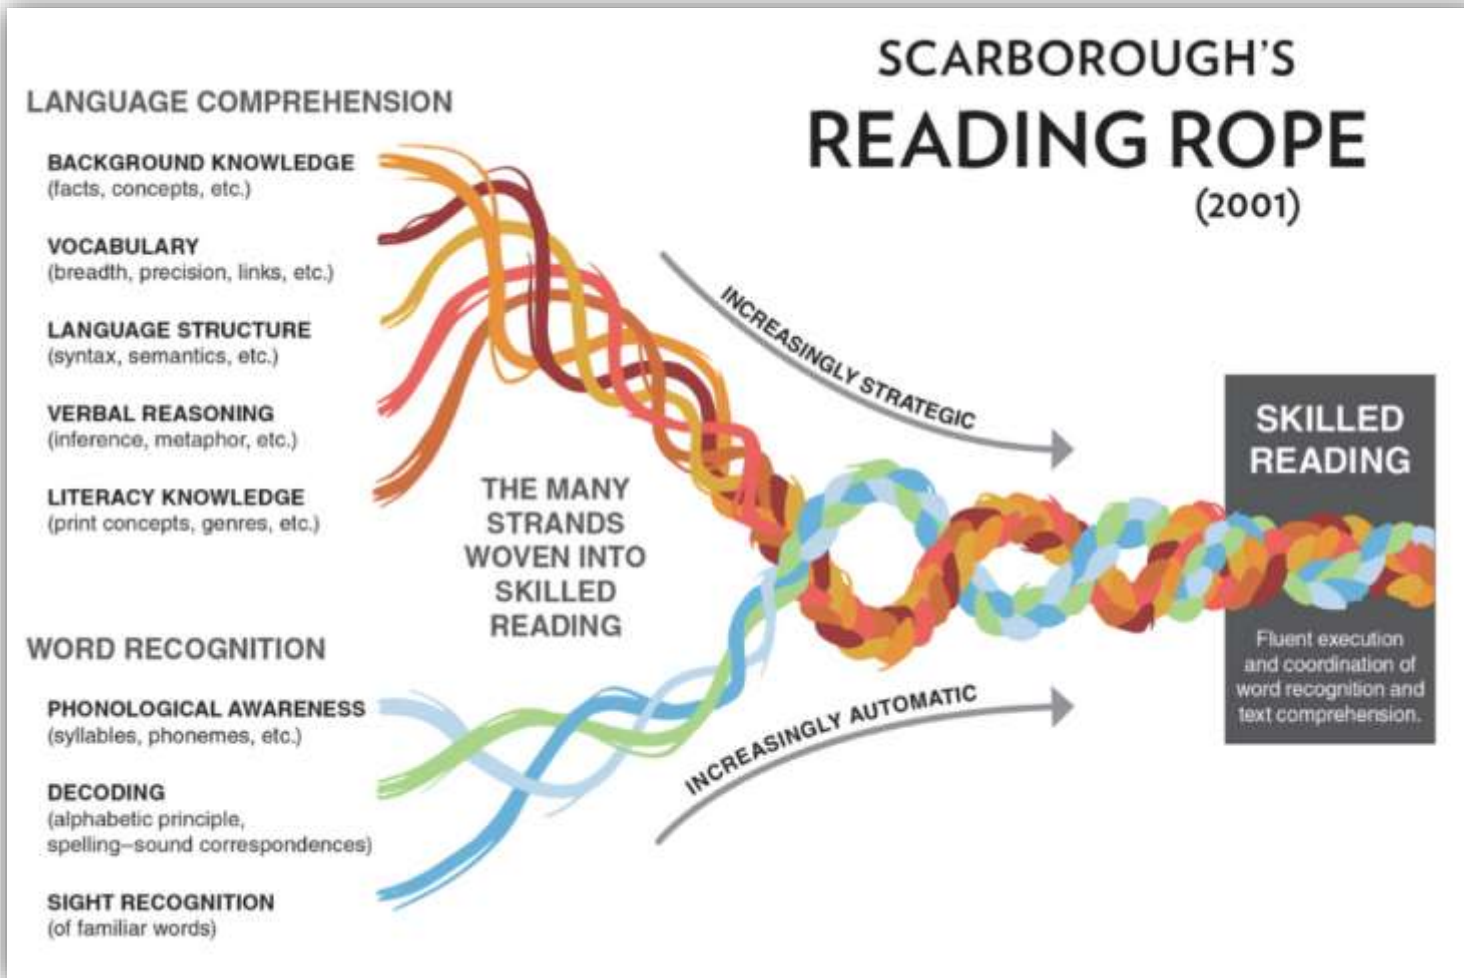 SCARBOROUGH'S
READING ROPE
(2001)
LANGUAGE COMPREHENSION
BACKGROUND KNOWLEDGE
(facts, concepts, etc.)
VOCABULARY
(breadth, precision, links, etc.)
LANGUAGE STRUCTURE
(syntax, semantics, etc.)
VERBAL REASONING
(inference, metaphor, etc.)
LITERACY KNOWLEDGE
(print concepts, genres, etc.)
THE MANY
STRANDS
WOVEN INTO
SKILLED
READING
WORD RECOGNITION
PHONOLOGICAL AWARENESS
(syllables, phonemes, etc.)
DECODING
(alphabetic principle,
spelling–sound correspondences)
SIGHT RECOGNITION
(of familiar words)
INCREASINGLY STRATEGIC
INCREASINGLY AUTOMATIC
SKILLED
READING
Fluent execution
and coordination of
word recognition and
text comprehension.